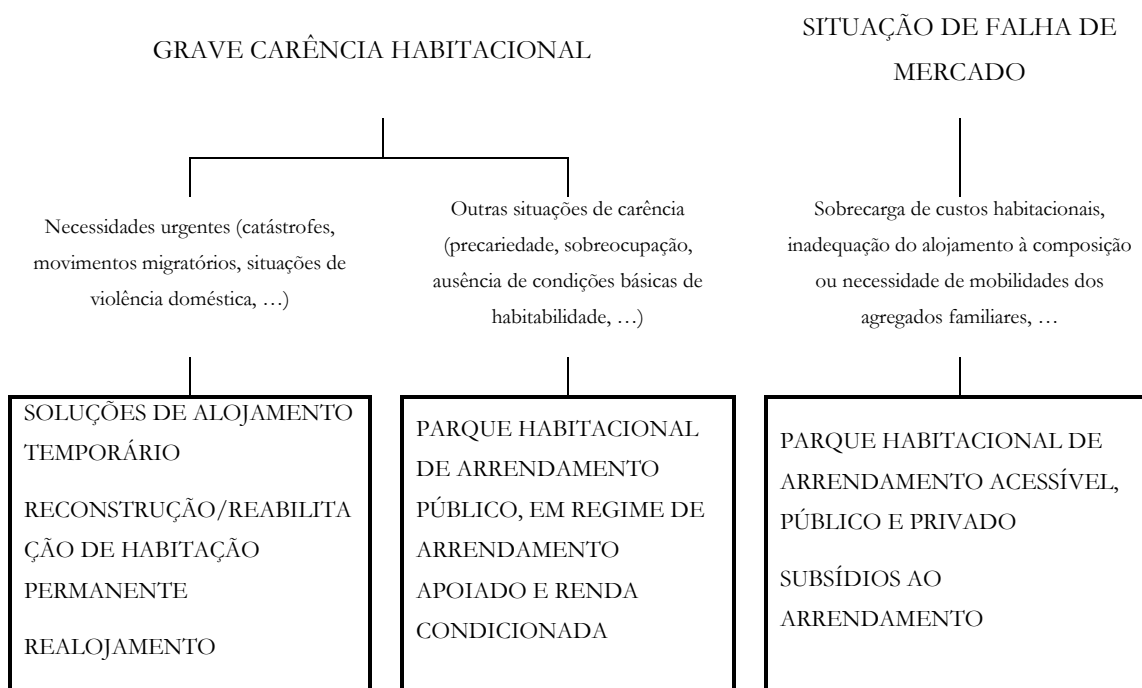 GRAVE CARÊNCIA HABITACIONAL
SITUAÇÃO DE FALHA DE
MERCADO
Necessidades urgentes (catástrofes,
movimentos migratórios, situações de
violência doméstica, …)
Outras situações de carência
(precariedade, sobreocupação,
ausência de condições básicas de
habitabilidade, …)
Sobrecarga de custos habitacionais,
inadequação do alojamento à composição
ou necessidade de mobilidades dos
agregados familiares, …
SOLUÇÕES DE ALOJAMENTO
TEMPORÁRIO
RECONSTRUÇÃO/REABILITA
ÇÃO DE HABITAÇÃO
PERMANENTE
REALOJAMENTO
PARQUE HABITACIONAL
DE ARRENDAMENTO
PÚBLICO, EM REGIME DE
ARRENDAMENTO
APOIADO E RENDA
CONDICIONADA
PARQUE HABITACIONAL DE
ARRENDAMENTO ACESSÍVEL,
PÚBLICO E PRIVADO
SUBSÍDIOS AO
ARRENDAMENTO